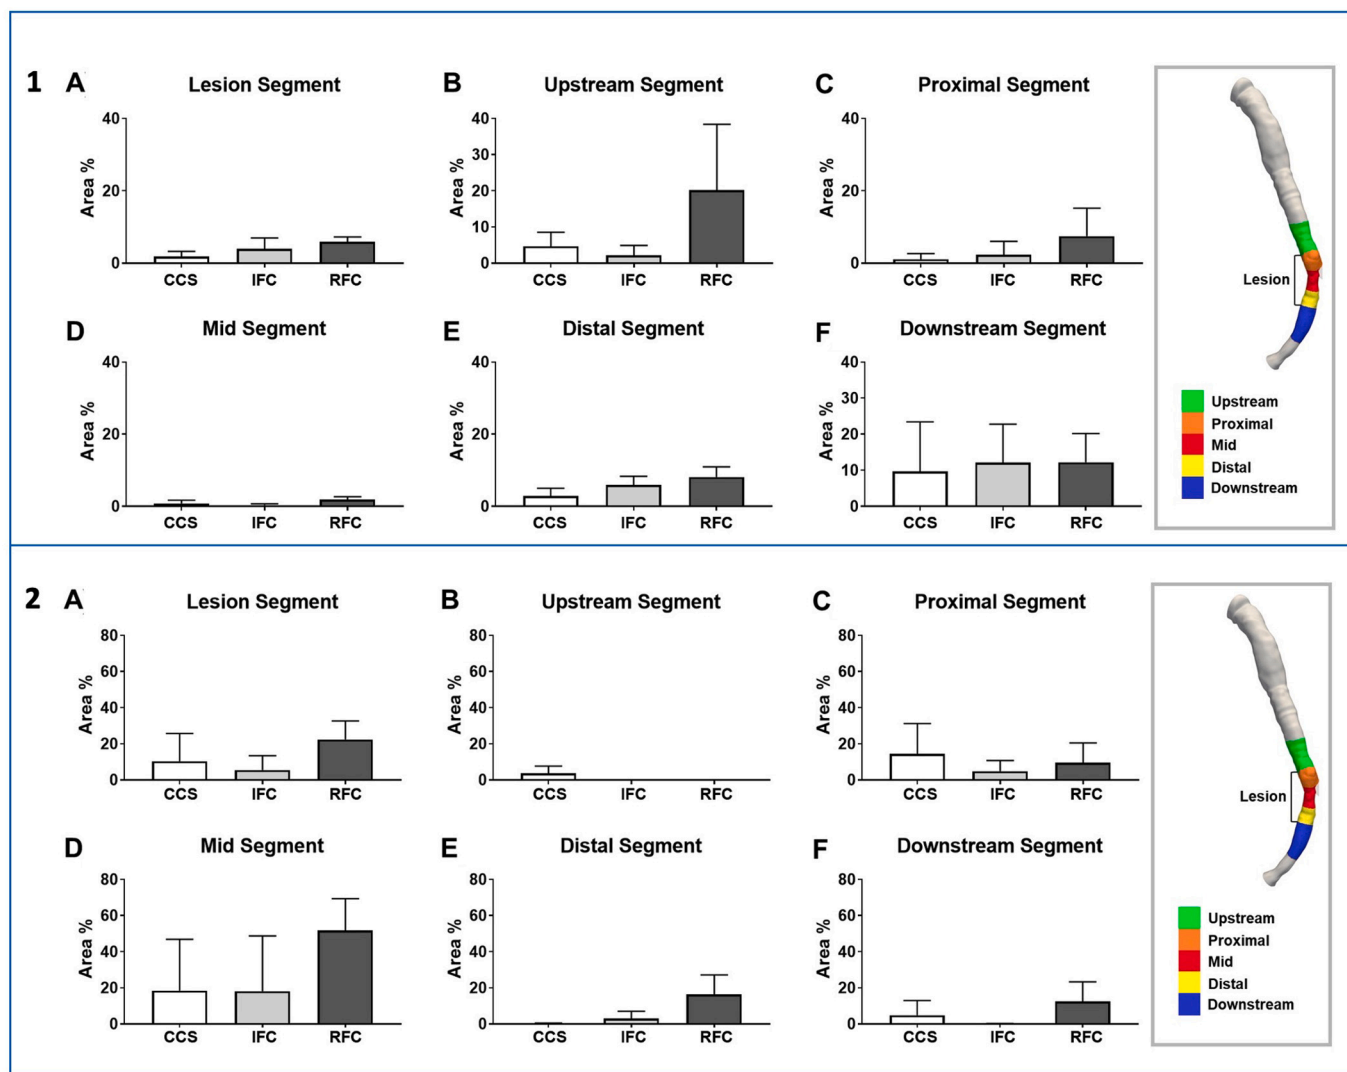 1
A Lesion Segment
Area %
40
20
0
CCS IFC RFC
B Upstream Segment
Area %
40
30
20
10
0
CCS IFC RFC
C Proximal Segment
Area %
40
20
0
CCS IFC RFC
D Mid Segment
Area %
40
20
0
CCS IFC RFC
E Distal Segment
Area %
40
20
0
CCS IFC RFC
F Downstream Segment
Area %
40
30
20
10
0
CCS IFC RFC
Lesion
Upstream
Proximal
Mid
Distal
Downstream
2
A Lesion Segment
Area %
80
60
40
20
0
CCS IFC RFC
B Upstream Segment
Area %
80
60
40
20
0
CCS IFC RFC
C Proximal Segment
Area %
80
60
40
20
0
CCS IFC RFC
D Mid Segment
Area %
80
60
40
20
0
CCS IFC RFC
E Distal Segment
Area %
80
60
40
20
0
CCS IFC RFC
F Downstream Segment
Area %
80
60
40
20
0
CCS IFC RFC
Lesion
Upstream
Proximal
Mid
Distal
Downstream